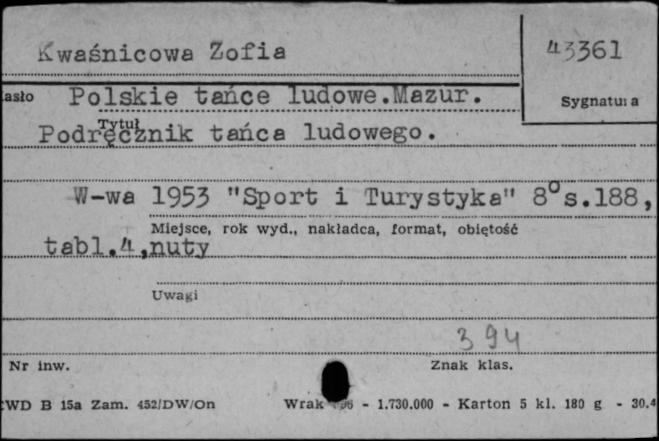 Kwaśnicowa Zofia
43361
asło Polskie tańce ludowe.Mazur.
Sygnatura
Tytuł
Podręcznik tańca ludowego.
W-wa 1953 "Sport i Turystyka" 8° s.188,
Miejsce, rok wyd., nakładca, format, objętość
tabl.4,nuty
Uwagi
394
Nr inw.
Znak klas.
CWD B 15a Zam. 452/DW/On Wrak - 1.730.000 - Karton 5 kl. 180 g - 30.4